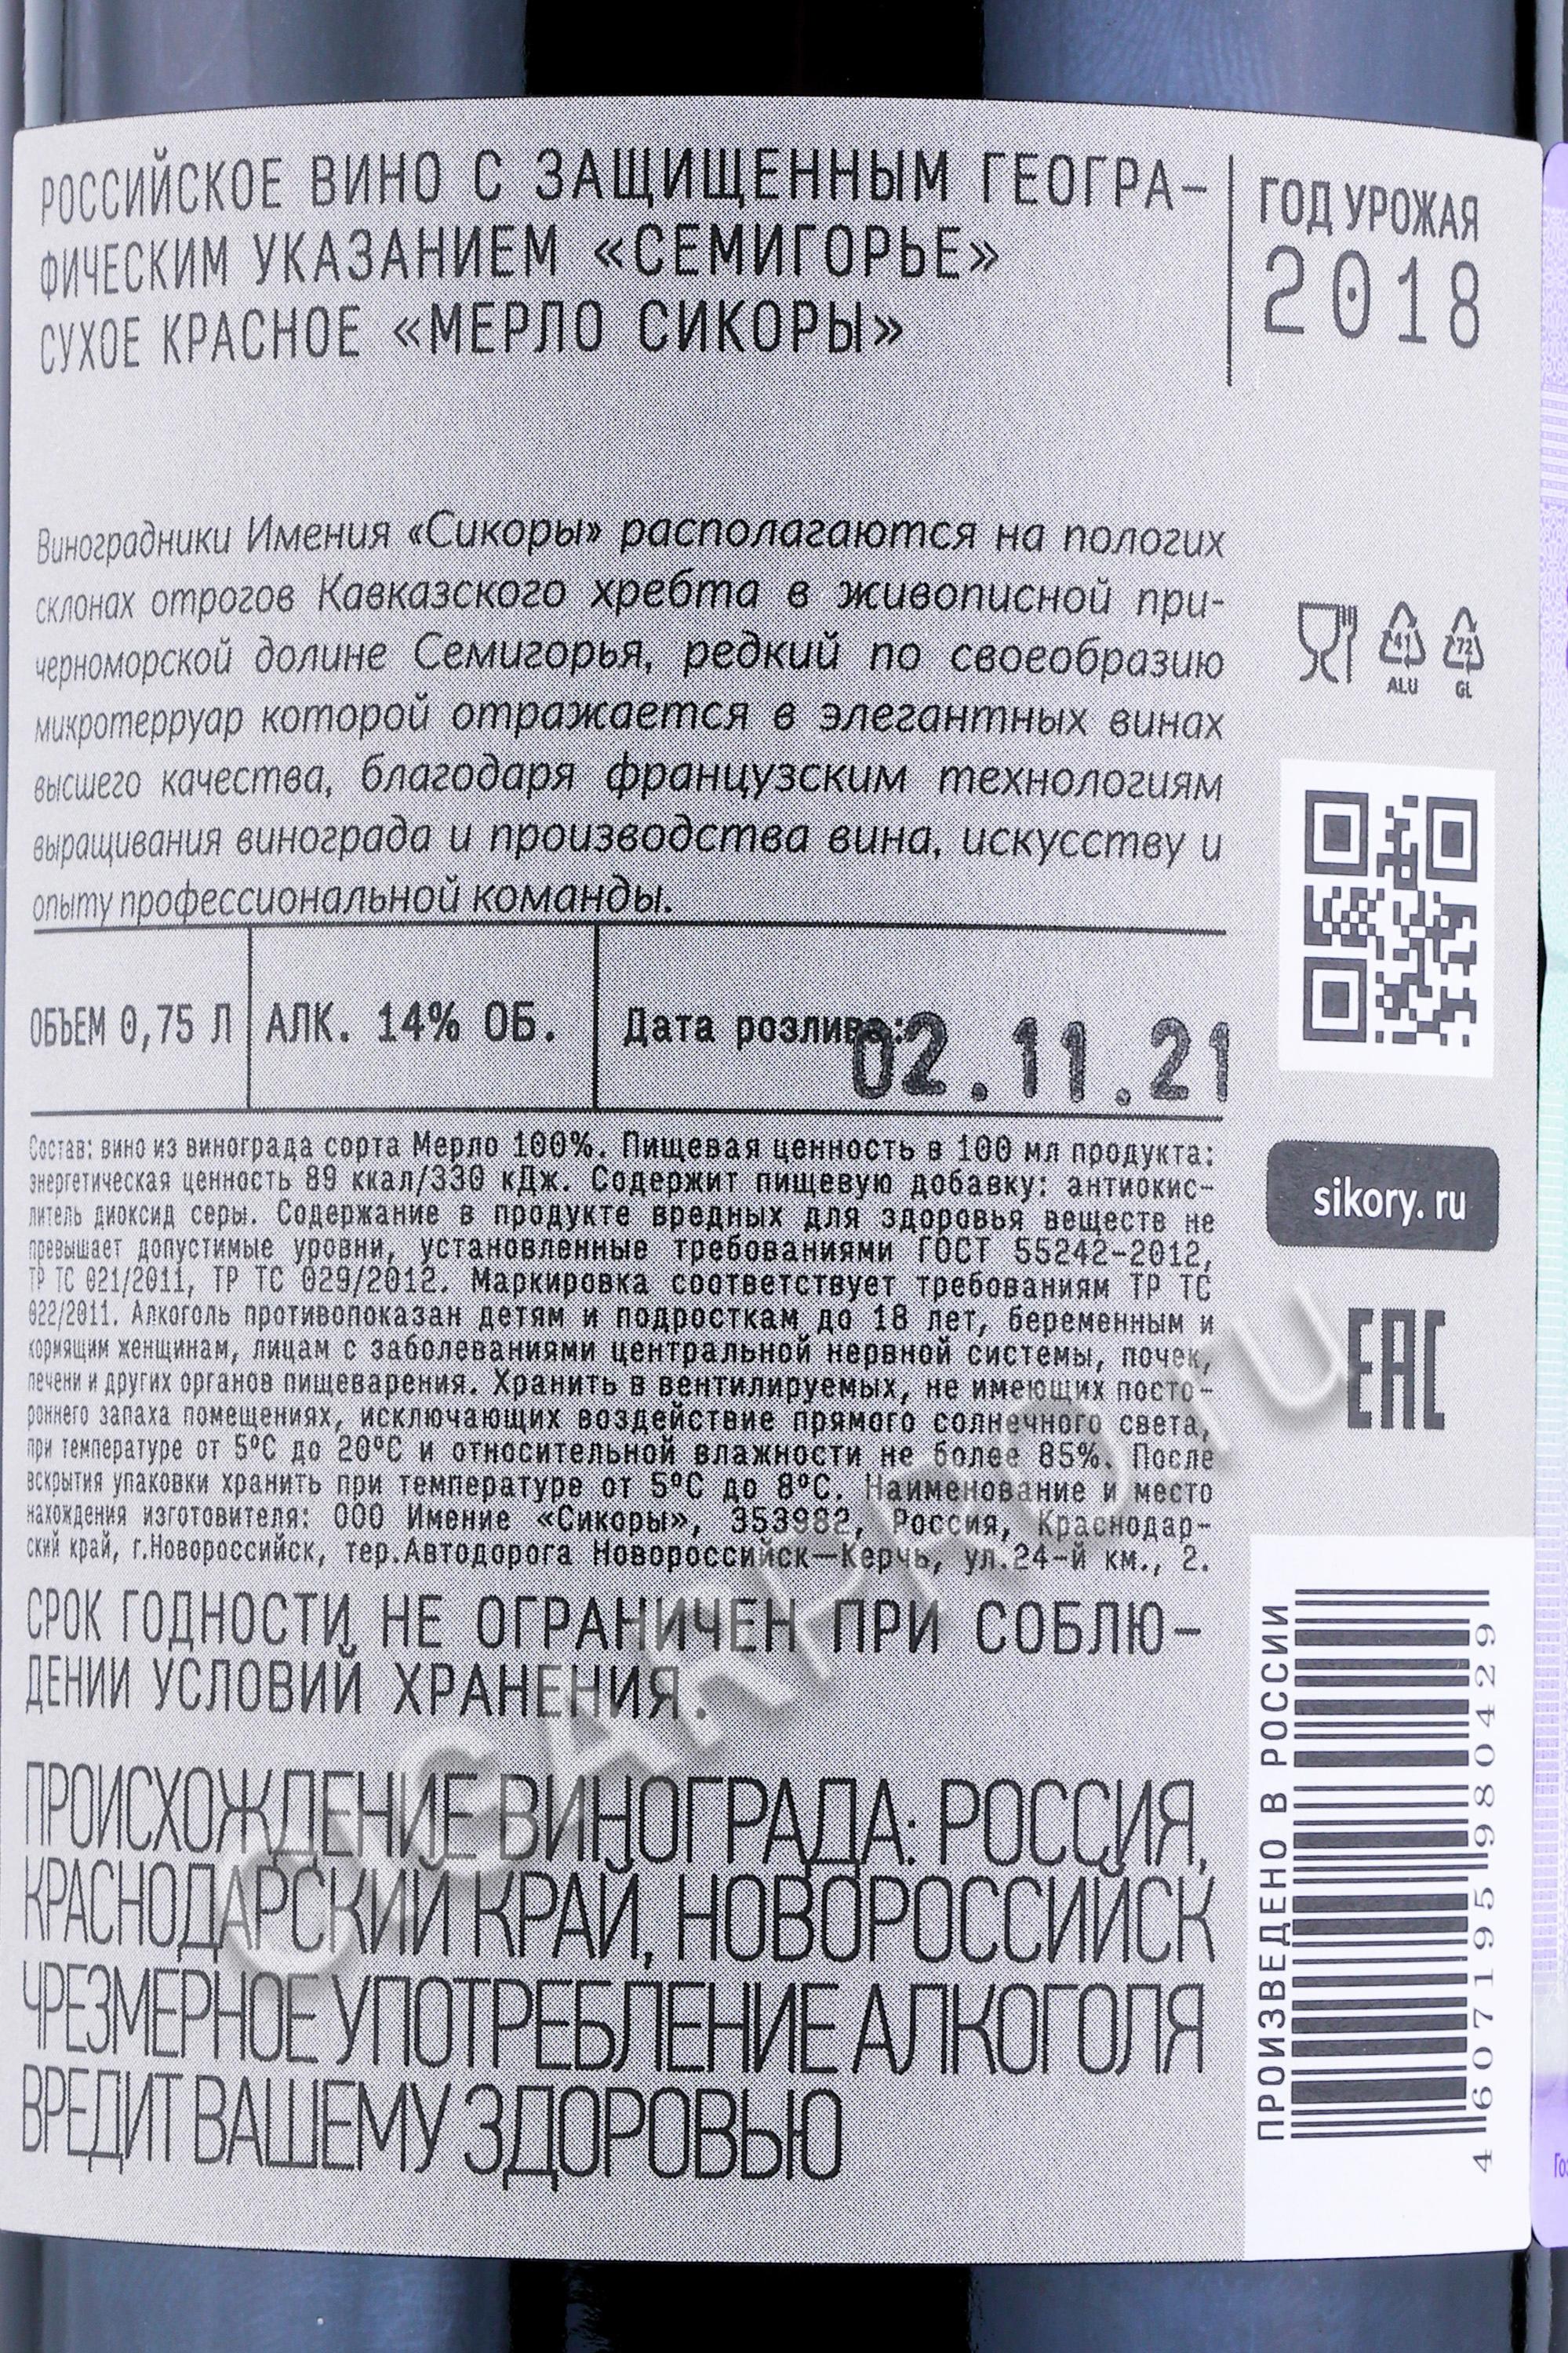 РОССИЙСКОЕ ВИНО С ЗАЩИЩЕННЫМ ГЕОГРА-
ФИЧЕСКИМ УКАЗАНИЕМ «СЕМИГОРЬЕ»
СУХОЕ КРАСНОЕ «МЕРЛО СИКОРЫ»
ГОД УРОЖАЯ
2018
Виноградники Имения «Сикоры» располагаются на пологих
склонах отрогов Кавказского хребта в живописной при-
черноморской долине Семигорья, редкий по своеобразию
микротерруар которой отражается в элегантных винах
высшего качества, благодаря французским технологиям
выращивания винограда и производства вина, искусству и
опыту профессиональной команды.
41
ALU
72
GL
ОБЪЕМ 0,75 Л
АЛК. 14% ОБ.
Дата розлива:
02.11.21
Состав: вино из винограда сорта Мерло 100%. Пищевая ценность в 100 мл продукта:
энергетическая ценность 89 ккал/330 кДж. Содержит пищевую добавку: антиокис-
литель диоксид серы. Содержание в продукте вредных для здоровья веществ не
превышает допустимые уровни, установленные требованиями ГОСТ 55242-2012,
ТР ТС 021/2011, ТР ТС 029/2012. Маркировка соответствует требованиям ТР ТС
022/2011. Алкоголь противопоказан детям и подросткам до 18 лет, беременным и
кормящим женщинам, лицам с заболеваниями центральной нервной системы, почек,
печени и других органов пищеварения. Хранить в вентилируемых, не имеющих посто-
роннего запаха помещениях, исключающих воздействие прямого солнечного света,
при температуре от 5ºС до 20ºС и относительной влажности не более 85%. После
вскрытия упаковки хранить при температуре от 5ºС до 8ºС. Наименование и место
нахождения изготовителя: ООО Имение «Сикоры», 353982, Россия, Краснодар-
ский край, г.Новороссийск, тер.Автодорога Новороссийск—Керчь, ул.24-й км., 2.
СРОК ГОДНОСТИ НЕ ОГРАНИЧЕН ПРИ СОБЛЮ-
ДЕНИИ УСЛОВИЙ ХРАНЕНИЯ.
ПРОИСХОЖДЕНИЕ ВИНОГРАДА: РОССИЯ,
КРАСНОДАРСКИЙ КРАЙ, НОВОРОССИЙСК
ЧРЕЗМЕРНОЕ УПОТРЕБЛЕНИЕ АЛКОГОЛЯ
ВРЕДИТ ВАШЕМУ ЗДОРОВЬЮ
sikory.ru
EAC
ПРОИЗВЕДЕНО В РОССИИ
4 607195 980429